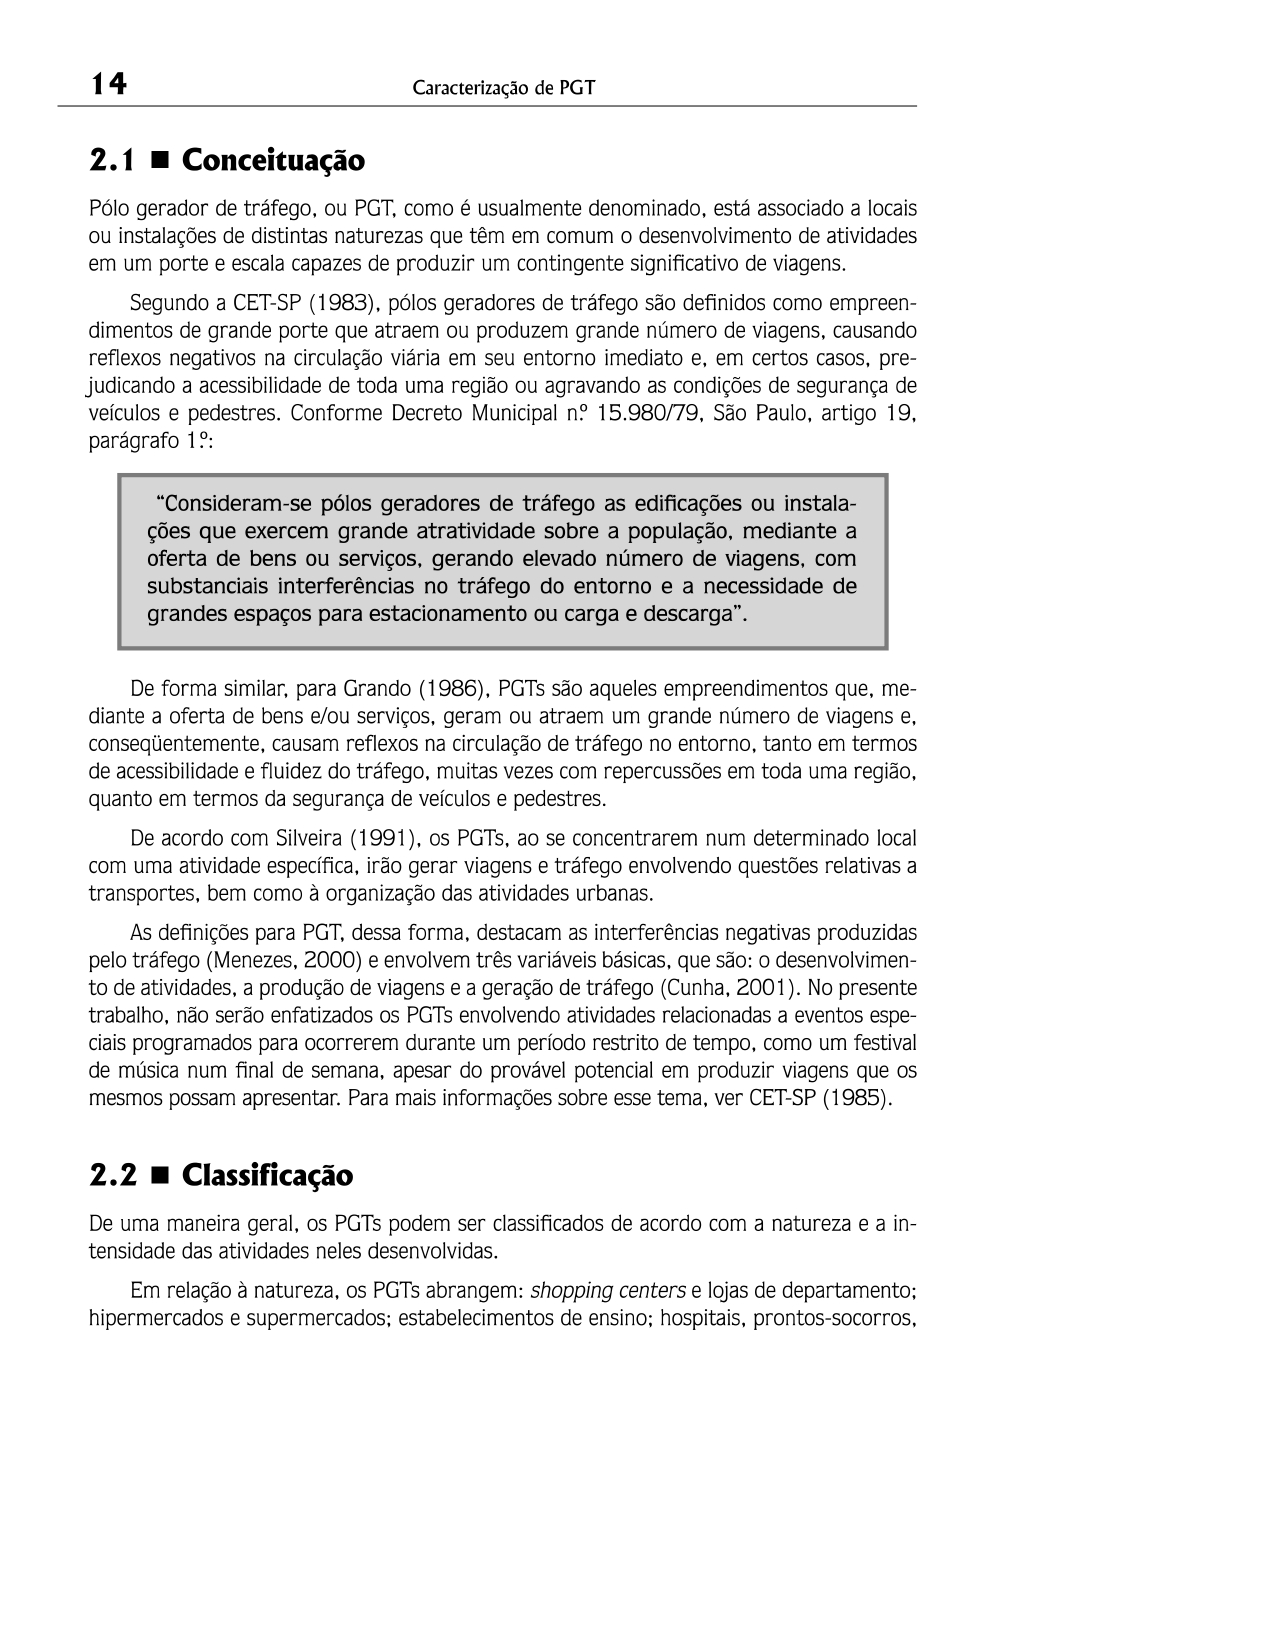 14
Caracterização de PGT
2.1 ■ Conceituação
Pólo gerador de tráfego, ou PGT, como é usualmente denominado, está associado a locais
ou instalações de distintas naturezas que têm em comum o desenvolvimento de atividades
em um porte e escala capazes de produzir um contingente significativo de viagens.
Segundo a CET-SP (1983), pólos geradores de tráfego são definidos como empreen-
dimentos de grande porte que atraem ou produzem grande número de viagens, causando
reflexos negativos na circulação viária em seu entorno imediato e, em certos casos, pre-
judicando a acessibilidade de toda uma região ou agravando as condições de segurança de
veículos e pedestres. Conforme Decreto Municipal n.º 15.980/79, São Paulo, artigo 19,
parágrafo 1.º:
“Consideram-se pólos geradores de tráfego as edificações ou instala-
ções que exercem grande atratividade sobre a população, mediante a
oferta de bens ou serviços, gerando elevado número de viagens, com
substanciais interferências no tráfego do entorno e a necessidade de
grandes espaços para estacionamento ou carga e descarga”.
De forma similar, para Grando (1986), PGTs são aqueles empreendimentos que, me-
diante a oferta de bens e/ou serviços, geram ou atraem um grande número de viagens e,
conseqüentemente, causam reflexos na circulação de tráfego no entorno, tanto em termos
de acessibilidade e fluidez do tráfego, muitas vezes com repercussões em toda uma região,
quanto em termos da segurança de veículos e pedestres.
De acordo com Silveira (1991), os PGTs, ao se concentrarem num determinado local
com uma atividade específica, irão gerar viagens e tráfego envolvendo questões relativas a
transportes, bem como à organização das atividades urbanas.
As definições para PGT, dessa forma, destacam as interferências negativas produzidas
pelo tráfego (Menezes, 2000) e envolvem três variáveis básicas, que são: o desenvolvimen-
to de atividades, a produção de viagens e a geração de tráfego (Cunha, 2001). No presente
trabalho, não serão enfatizados os PGTs envolvendo atividades relacionadas a eventos espe-
ciais programados para ocorrerem durante um período restrito de tempo, como um festival
de música num final de semana, apesar do provável potencial em produzir viagens que os
mesmos possam apresentar. Para mais informações sobre esse tema, ver CET-SP (1985).
2.2 ■ Classificação
De uma maneira geral, os PGTs podem ser classificados de acordo com a natureza e a in-
tensidade das atividades neles desenvolvidas.
Em relação à natureza, os PGTs abrangem: shopping centers e lojas de departamento;
hipermercados e supermercados; estabelecimentos de ensino; hospitais, prontos-socorros,